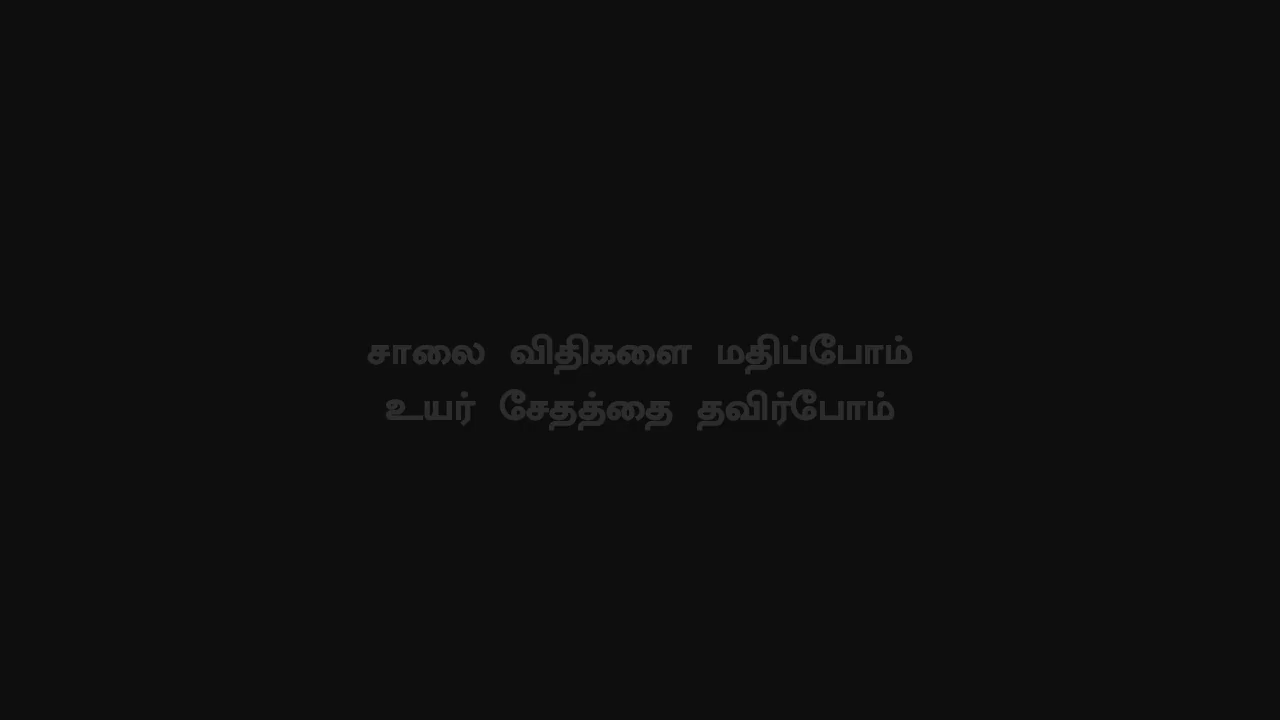 சாலை விதிகளை மதிப்போம்
உயர் சேதத்தை தவிர்போம்